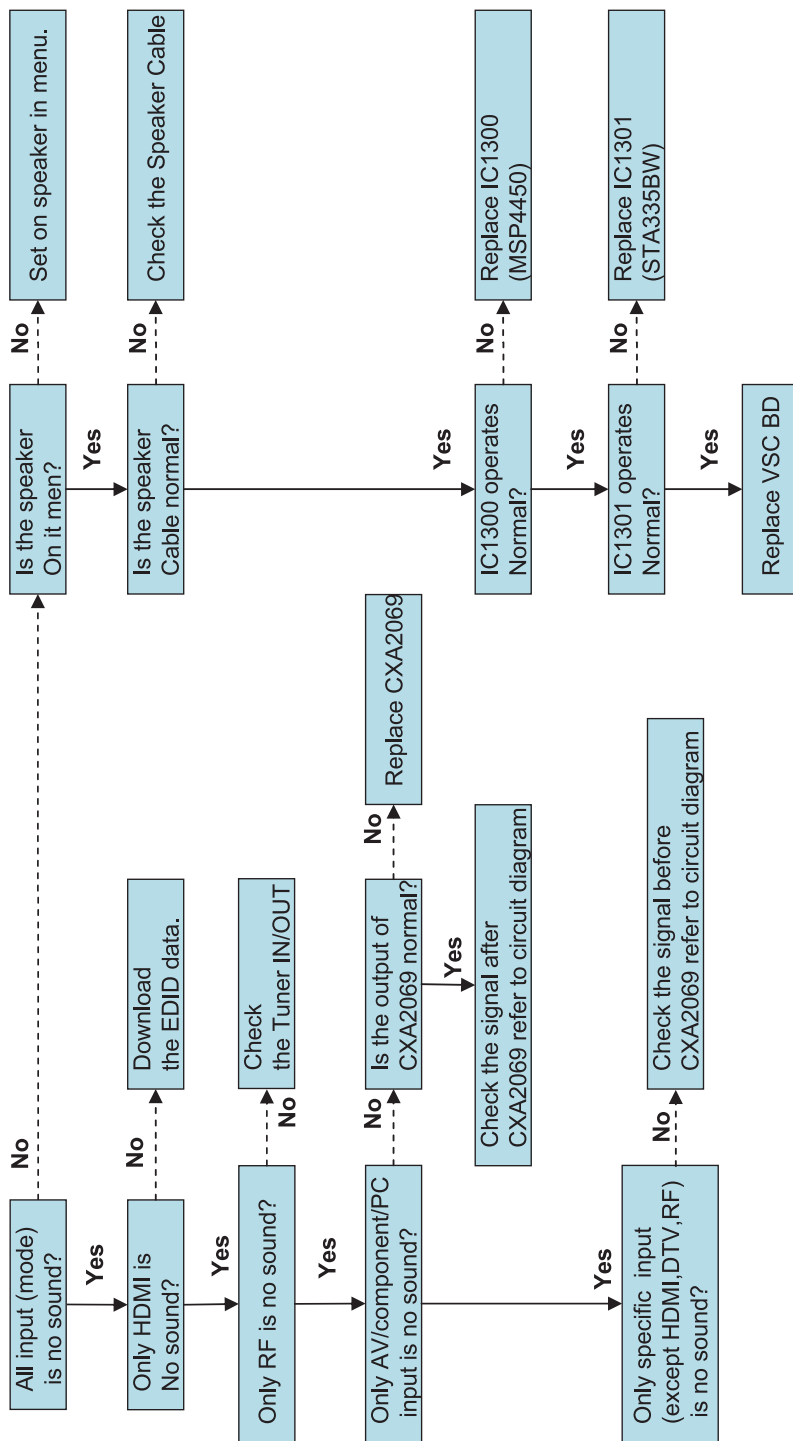 All input (mode)
is no sound?
No
Is the speaker
On it men?
No
Set on speaker in menu.
Yes
Yes
Only HDMI is
No sound?
No
Download
the EDID data.
Is the speaker
Cable normal?
No
Check the Speaker Cable
Yes
Only RF is no sound?
No
Check
the Tuner IN/OUT
Yes
Only AV/component/PC
input is no sound?
No
Is the output of
CXA2069 normal?
No
Replace CXA2069
Yes
Check the signal after
CXA2069 refer to circuit diagram
Yes
IC1300 operates
Normal?
No
Replace IC1300
(MSP4450)
Yes
Yes
Only specific input
(except HDMI,DTV,RF)
is no sound?
No
Check the signal before
CXA2069 refer to circuit diagram
IC1301 operates
Normal?
No
Replace IC1301
(STA335BW)
Yes
Replace VSC BD